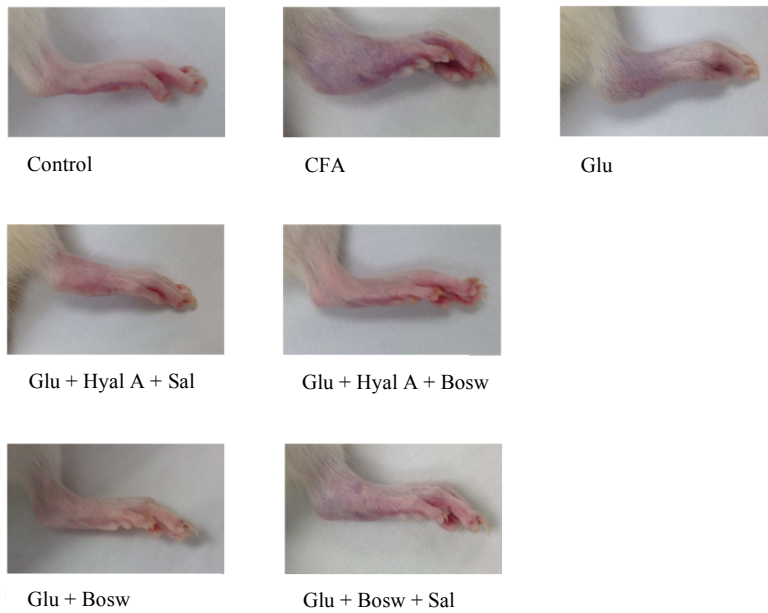 Control
CFA
Glu
Glu + Hyal A + Sal
Glu + Hyal A + Bosw
Glu + Bosw
Glu + Bosw + Sal